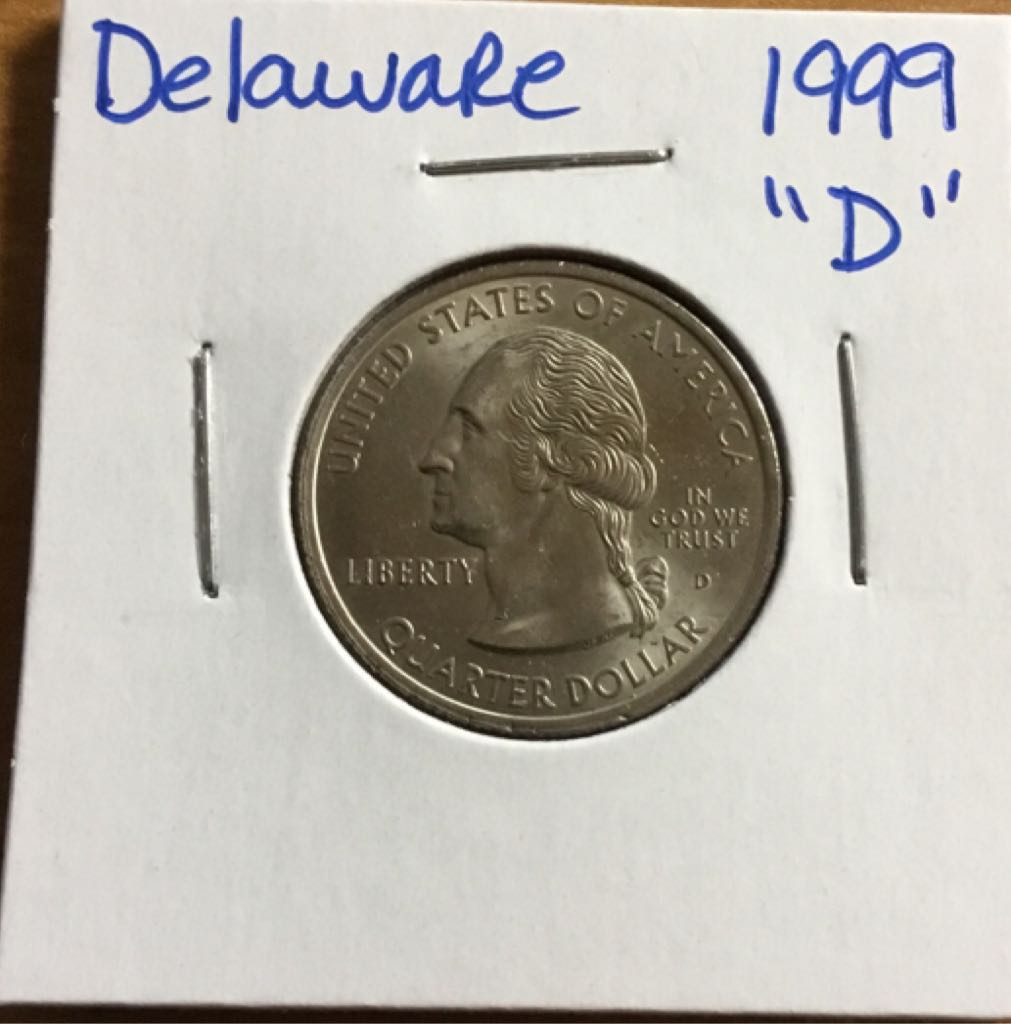 Delaware 1999
"D"
UNITED STATES OF AMERICA
IN
GOD WE
TRUST
LIBERTY
D
QUARTER DOLLAR